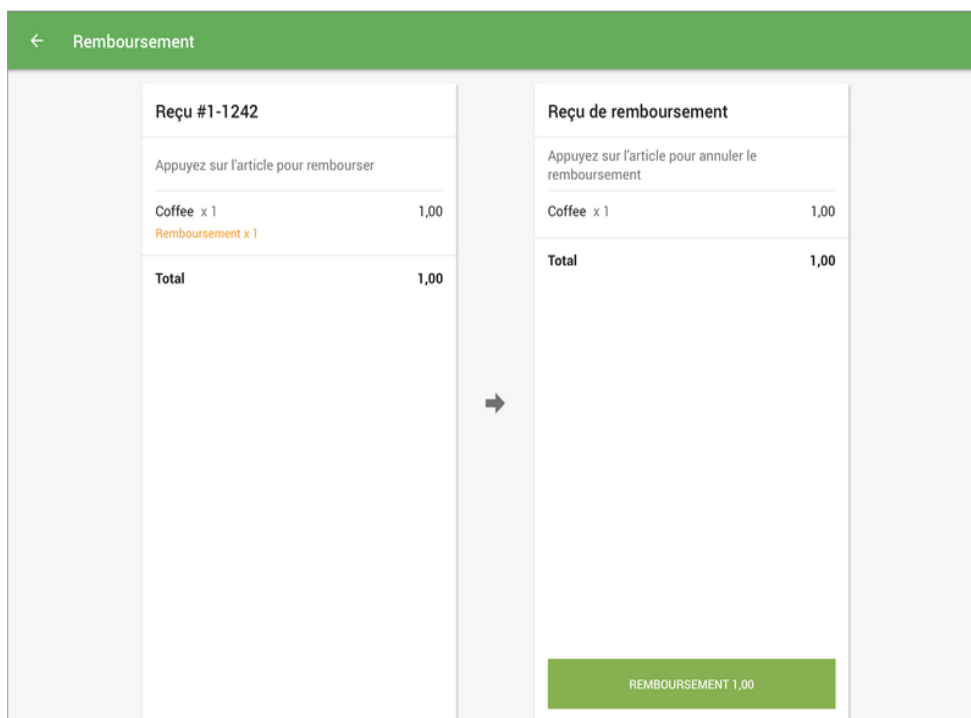 Remboursement
Reçu #1-1242
Appuyez sur l'article pour rembourser
Coffee x 1 1,00
Remboursement x 1
Total 1,00
Reçu de remboursement
Appuyez sur l'article pour annuler le
remboursement
Coffee x 1 1,00
Total 1,00
REMBOURSEMENT 1,00